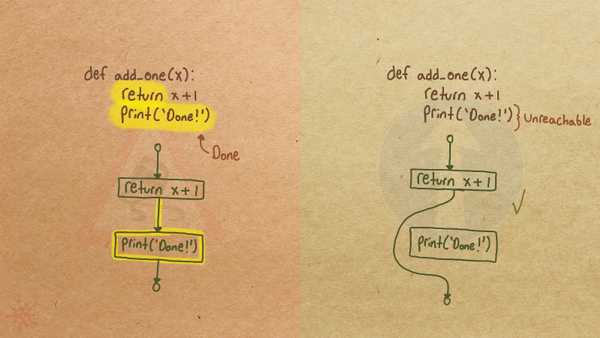 def add_one(x):
return x+1
print('Done!')
Done
return x+1
print('Done!')
def add_one(x):
return x+1
print('Done!') } Unreachable
return x+1
print('Done!')